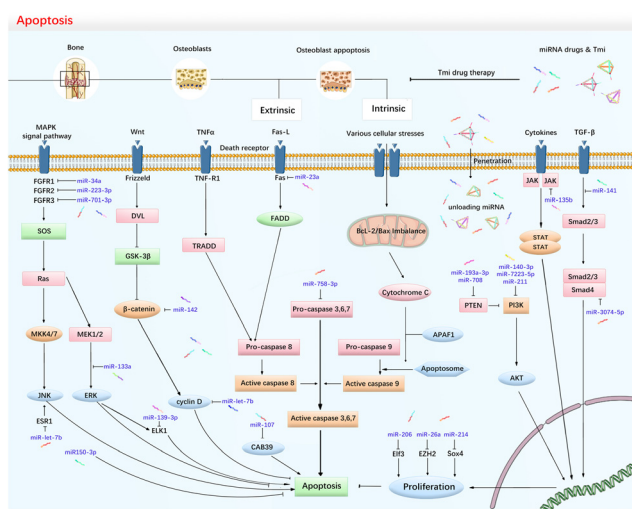 Apoptosis
Bone
Osteoblasts
Osteoblast appoptosis
miRNA drugs & Tmi
Tmi drug therapy
Extrinsic
Intrinsic
MAPK
signal pathway
Wnt
TNFα
Fas-L
Various cellular stresses
Cytokines
TGF-β
Death receptor
Penetration
FGFR1
miR-34a
FGFR2
miR-223-3p
FGFR3
miR-701-3p
Frizzeld
TNF-R1
Fas
miR-23a
JAK
JAK
miR-135b
miR-141
unloading miRNA
SOS
DVL
FADD
Smad2/3
GSK-3β
TRADD
BcL-2/Bax Imbalance
STAT
STAT
Ras
miR-758-3p
Cytochrome C
miR-193a-3p
miR-708
miR-140-3p
miR-7223-5p
miR-211
Smad2/3
Smad4
β-catenin
miR-142
Pro-caspase 3,6,7
PTEN
PI3K
miR-3074-5p
MKK4/7
MEK1/2
APAF1
Pro-caspase 8
Pro-caspase 9
miR-133a
Apoptosome
AKT
Active caspase 8
Active caspase 9
JNK
ERK
cyclin D
miR-let-7b
ESR1
miR-139-3p
miR-let-7b
ELK1
miR-107
Active caspase 3,6,7
miR-206
miR-26a
miR-214
miR150-3p
CAB39
Elf3
EZH2
Sox4
Apoptosis
Proliferation